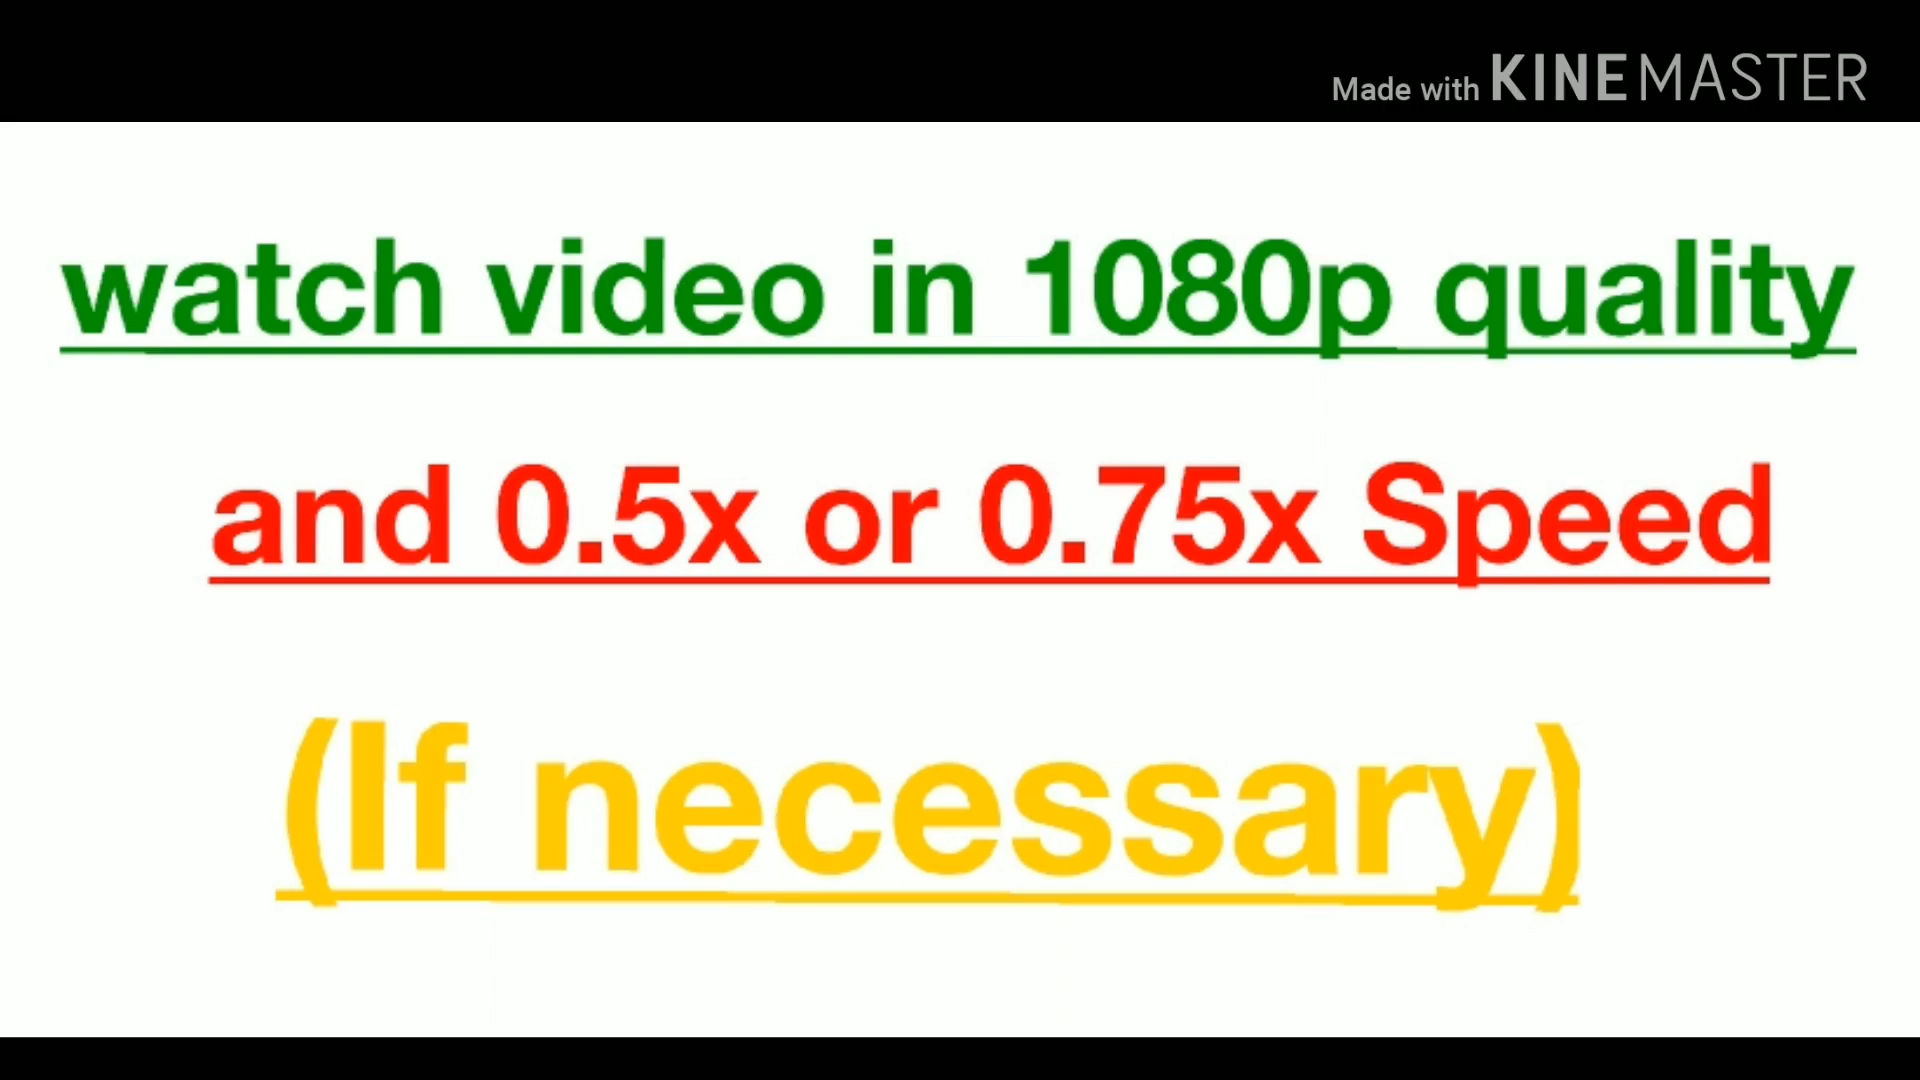 Made with KINEMASTER
watch video in 1080p quality
and 0.5x or 0.75x Speed
(If necessary)